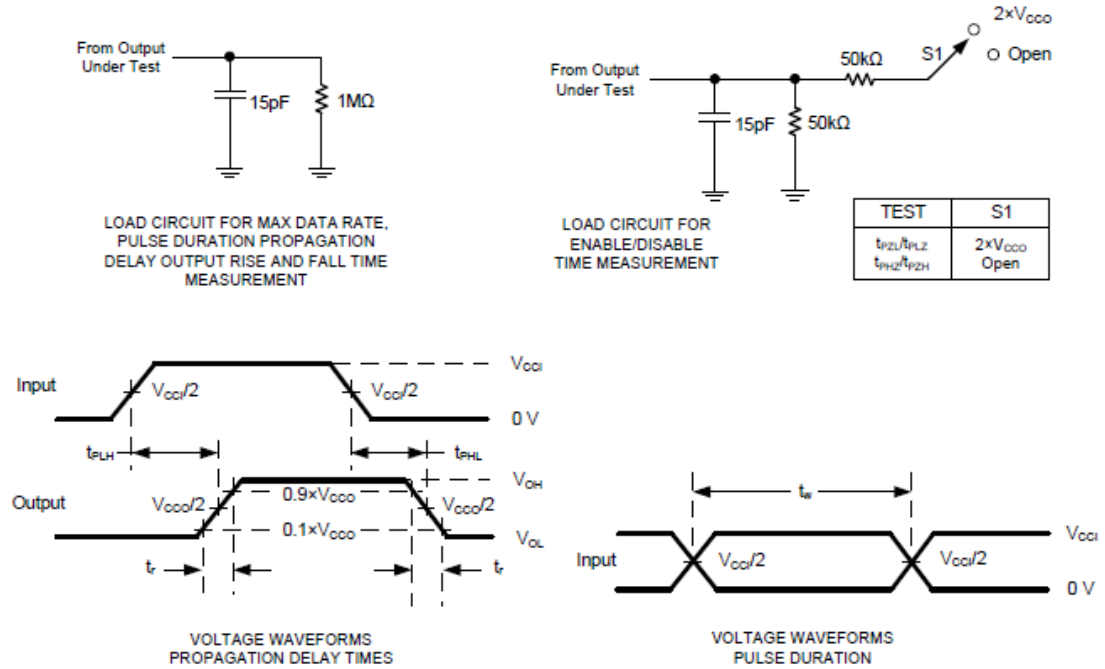 From Output
Under Test
15pF
1MΩ
LOAD CIRCUIT FOR MAX DATA RATE,
PULSE DURATION PROPAGATION
DELAY OUTPUT RISE AND FALL TIME
MEASUREMENT
2×VCCO
S1
Open
50kΩ
From Output
Under Test
15pF
50kΩ
LOAD CIRCUIT FOR
ENABLE/DISABLE
TIME MEASUREMENT
TEST S1
tPZL/tPLZ 2×VCCO
tPHZ/tPZH Open
Input
VCCI/2
VCCI/2
VCCI
0 V
tPLH
tPHL
Output
VCCO/2
0.9×VCCO
0.1×VCCO
VCCO/2
VOH
VOL
tr
tr
VOLTAGE WAVEFORMS
PROPAGATION DELAY TIMES
tw
Input
VCCI/2
VCCI/2
VCCI
0 V
VOLTAGE WAVEFORMS
PULSE DURATION